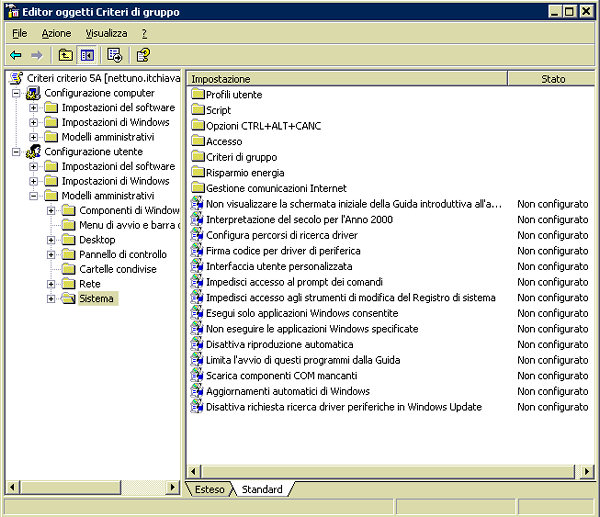 Editor oggetti Criteri di gruppo
File Azione Visualizza ?
Criteri criterio 5A [nettuno.itchiava
Configurazione computer
Impostazioni del software
Impostazioni di Windows
Modelli amministrativi
Configurazione utente
Impostazioni del software
Impostazioni di Windows
Modelli amministrativi
Componenti di Window
Menu di avvio e barra d
Desktop
Pannello di controllo
Cartelle condivise
Rete
Sistema
Impostazione Stato
Profili utente
Script
Opzioni CTRL+ALT+CANC
Accesso
Criteri di gruppo
Risparmio energia
Gestione comunicazioni Internet
Non visualizzare la schermata iniziale della Guida introduttiva all'a... Non configurato
Interpretazione del secolo per l'Anno 2000 Non configurato
Configura percorsi di ricerca driver Non configurato
Firma codice per driver di periferica Non configurato
Interfaccia utente personalizzata Non configurato
Impedisci accesso al prompt dei comandi Non configurato
Impedisci accesso agli strumenti di modifica del Registro di sistema Non configurato
Esegui solo applicazioni Windows consentite Non configurato
Non eseguire le applicazioni Windows specificate Non configurato
Disattiva riproduzione automatica Non configurato
Limita l'avvio di questi programmi dalla Guida Non configurato
Scarica componenti COM mancanti Non configurato
Aggiornamenti automatici di Windows Non configurato
Disattiva richiesta ricerca driver periferiche in Windows Update Non configurato
Esteso Standard